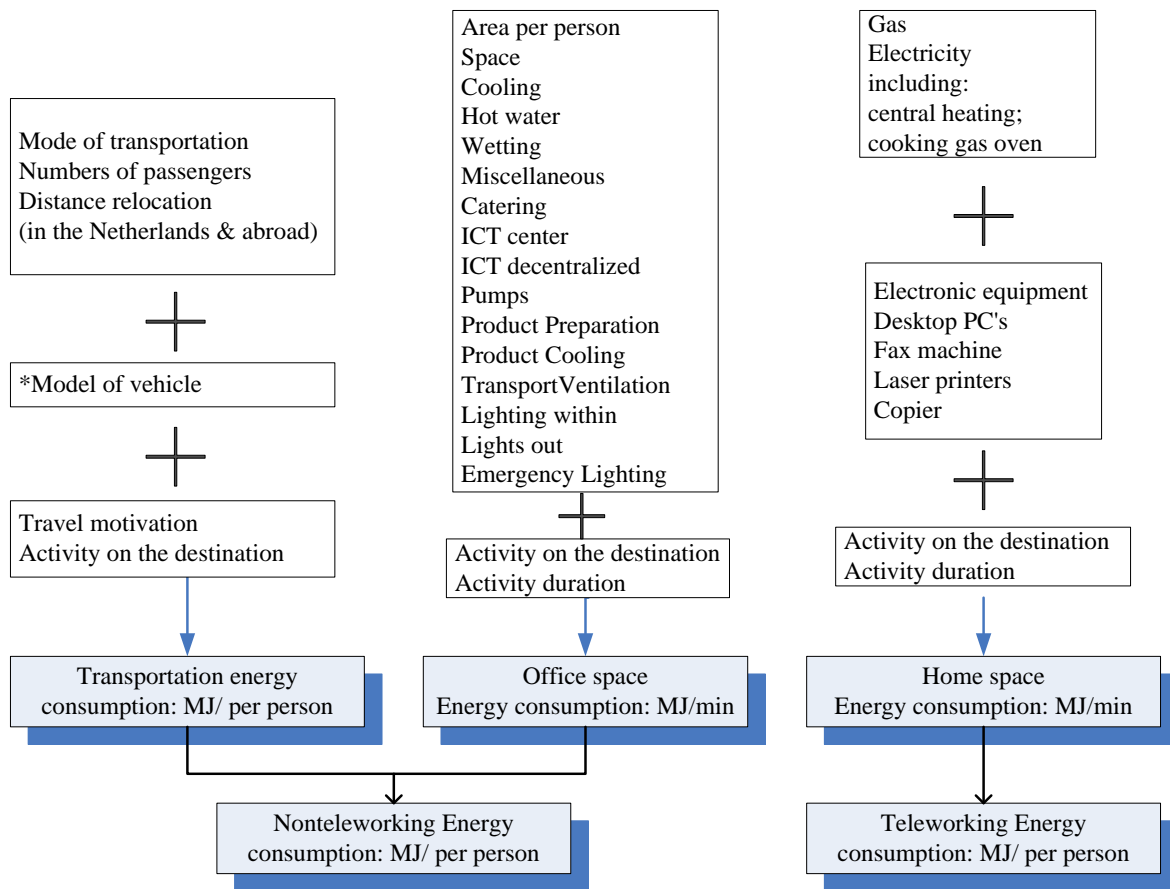 Mode of transportation
Numbers of passengers
Distance relocation
(in the Netherlands & abroad)
*Model of vehicle
Travel motivation
Activity on the destination
Transportation energy
consumption: MJ/ per person
Area per person
Space
Cooling
Hot water
Wetting
Miscellaneous
Catering
ICT center
ICT decentralized
Pumps
Product Preparation
Product Cooling
TransportVentilation
Lighting within
Lights out
Emergency Lighting
Activity on the destination
Activity duration
Office space
Energy consumption: MJ/min
Nonteleworking Energy
consumption: MJ/ per person
Gas
Electricity
including:
central heating;
cooking gas oven
Electronic equipment
Desktop PC's
Fax machine
Laser printers
Copier
Activity on the destination
Activity duration
Home space
Energy consumption: MJ/min
Teleworking Energy
consumption: MJ/ per person